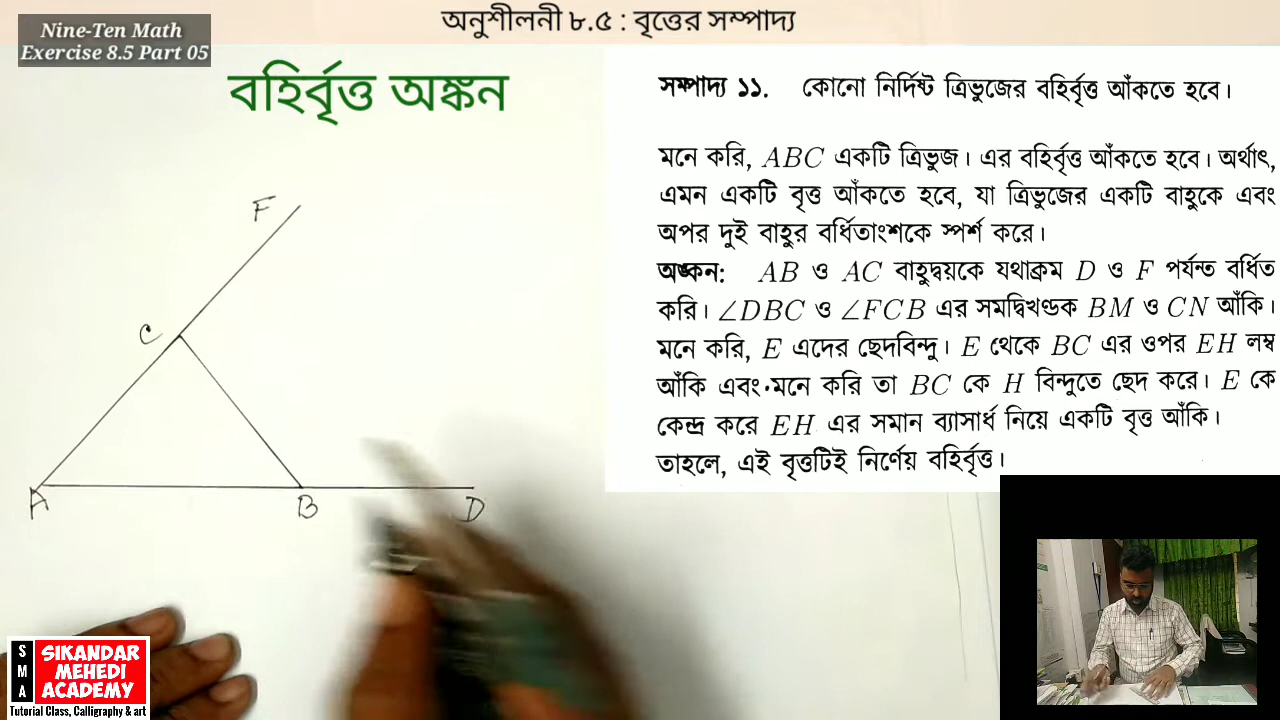 অনুশীলনী ৮.৫ : বৃত্তের সম্পাদ্য
Nine-Ten Math
Exercise 8.5 Part 05
বহির্বৃত্ত অঙ্কন
সম্পাদ্য ১১. কোনো নির্দিষ্ট ত্রিভুজের বহির্বৃত্ত আঁকতে হবে।
মনে করি, ABC একটি ত্রিভুজ। এর বহির্বৃত্ত আঁকতে হবে। অর্থাৎ,
এমন একটি বৃত্ত আঁকতে হবে, যা ত্রিভুজের একটি বাহুকে এবং
অপর দুই বাহুর বর্ধিতাংশকে স্পর্শ করে।
অঙ্কন: AB ও AC বাহুদ্বয়কে যথাক্রম D ও F পর্যন্ত বর্ধিত
করি। ∠DBC ও ∠FCB এর সমদ্বিখণ্ডক BM ও CN আঁকি।
মনে করি, E এদের ছেদবিন্দু। E থেকে BC এর ওপর EH লম্ব
আঁকি এবং মনে করি তা BC কে H বিন্দুতে ছেদ করে। E কে
কেন্দ্র করে EH এর সমান ব্যাসার্ধ নিয়ে একটি বৃত্ত আঁকি।
তাহলে, এই বৃত্তটিই নির্ণেয় বহির্বৃত্ত।
F
C
A
B
D
SMA
SIKANDAR
MEHEDI
ACADEMY
Tutorial Class, Calligraphy & art